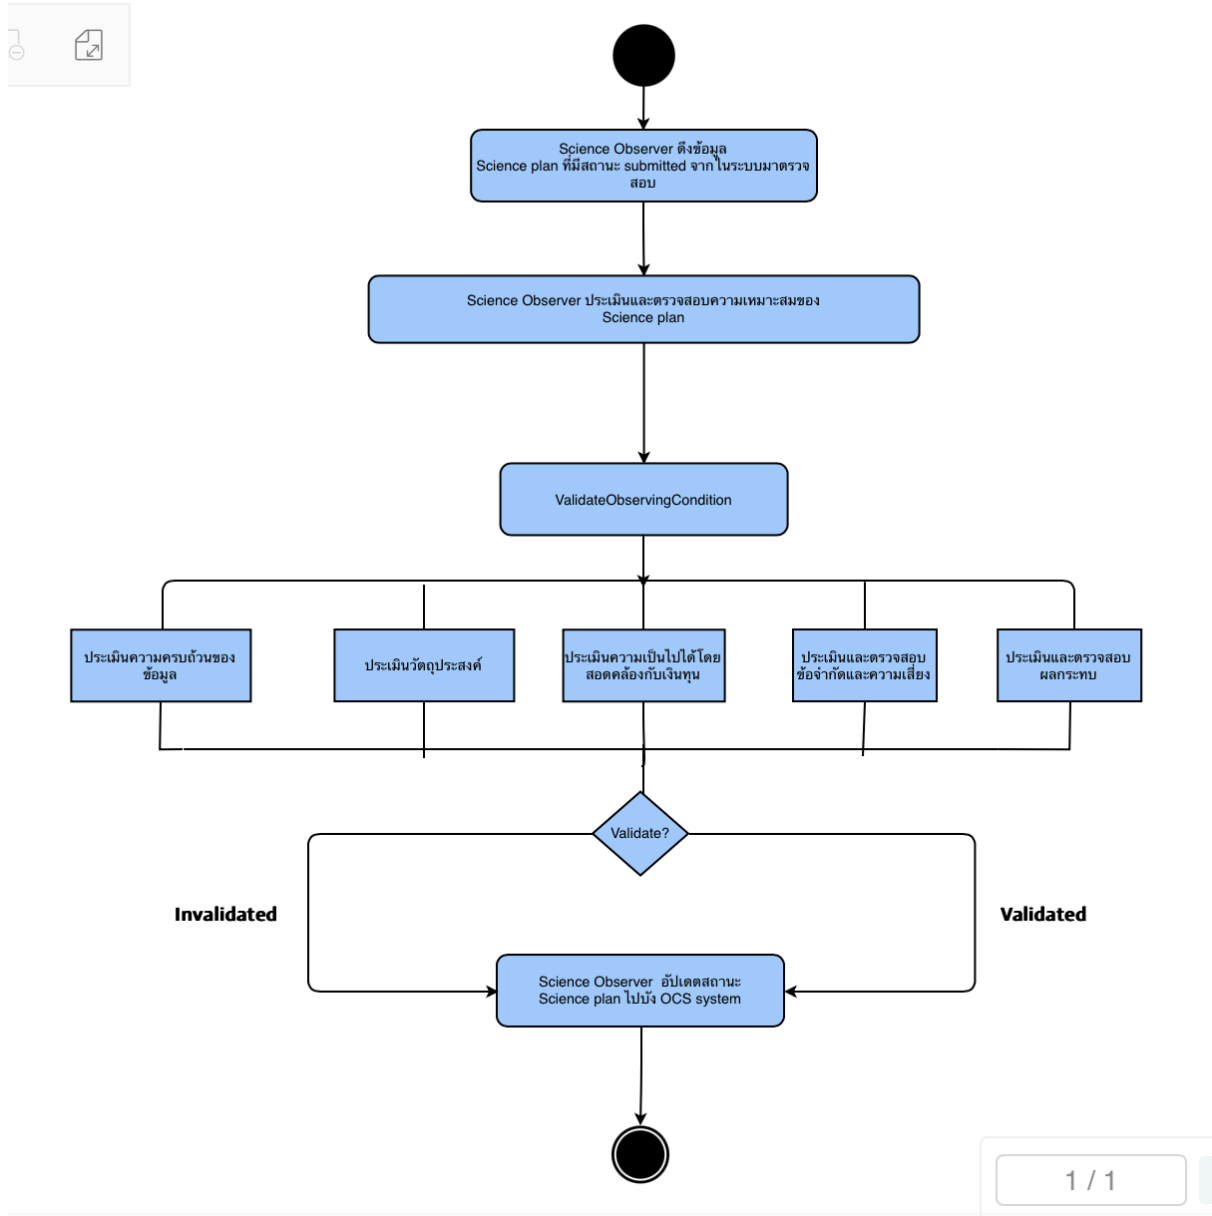 Science Observer ดึงข้อมูล
Science plan ที่มีสถานะ submitted จากในระบบมาตรวจ
สอบ
Science Observer ประเมินและตรวจสอบความเหมาะสมของ
Science plan
ValidateObservingCondition
ประเมินความครบถ้วนของ
ข้อมูล
ประเมินวัตถุประสงค์
ประเมินความเป็นไปได้โดย
สอดคล้องกับเงินทุน
ประเมินและตรวจสอบ
ข้อจำกัดและความเสี่ยง
ประเมินและตรวจสอบ
ผลกระทบ
Validate?
Invalidated
Validated
Science Observer อัปเดตสถานะ
Science plan ไปบัง OCS system
1 / 1